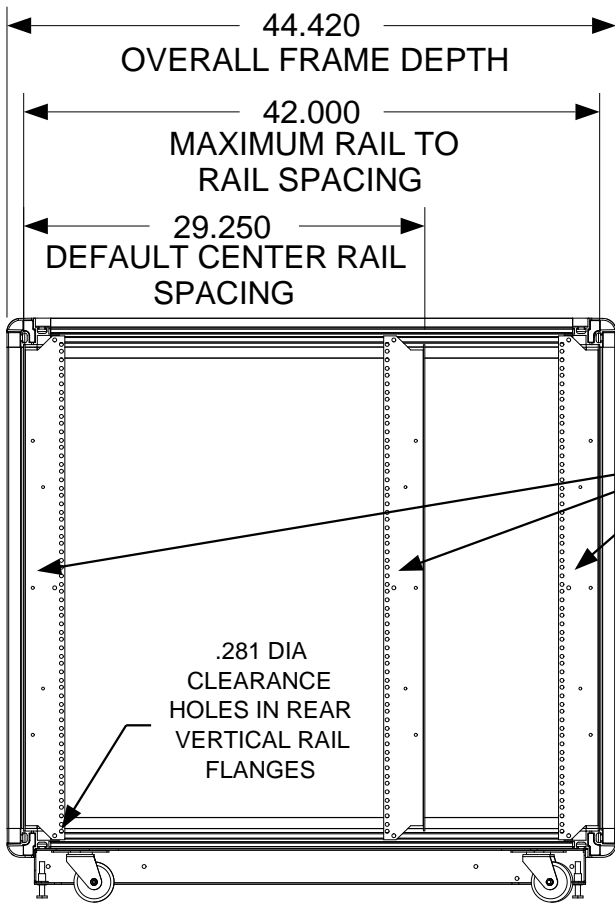 44.420
OVERALL FRAME DEPTH
42.000
MAXIMUM RAIL TO
RAIL SPACING
29.250
DEFAULT CENTER RAIL
SPACING
.281 DIA
CLEARANCE
HOLES IN REAR
VERTICAL RAIL
FLANGES